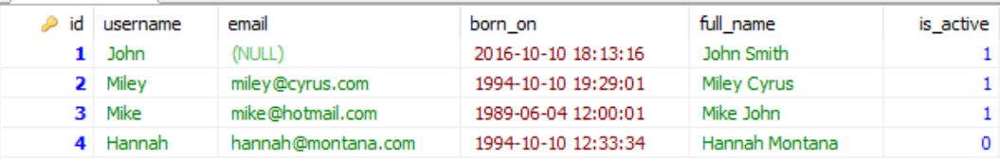 id username email born_on full_name is_active
1 John (NULL) 2016-10-10 18:13:16 John Smith 1
2 Miley miley@cyrus.com 1994-10-10 19:29:01 Miley Cyrus 1
3 Mike mike@hotmail.com 1989-06-04 12:00:01 Mike John 1
4 Hannah hannah@montana.com 1994-10-10 12:33:34 Hannah Montana 0